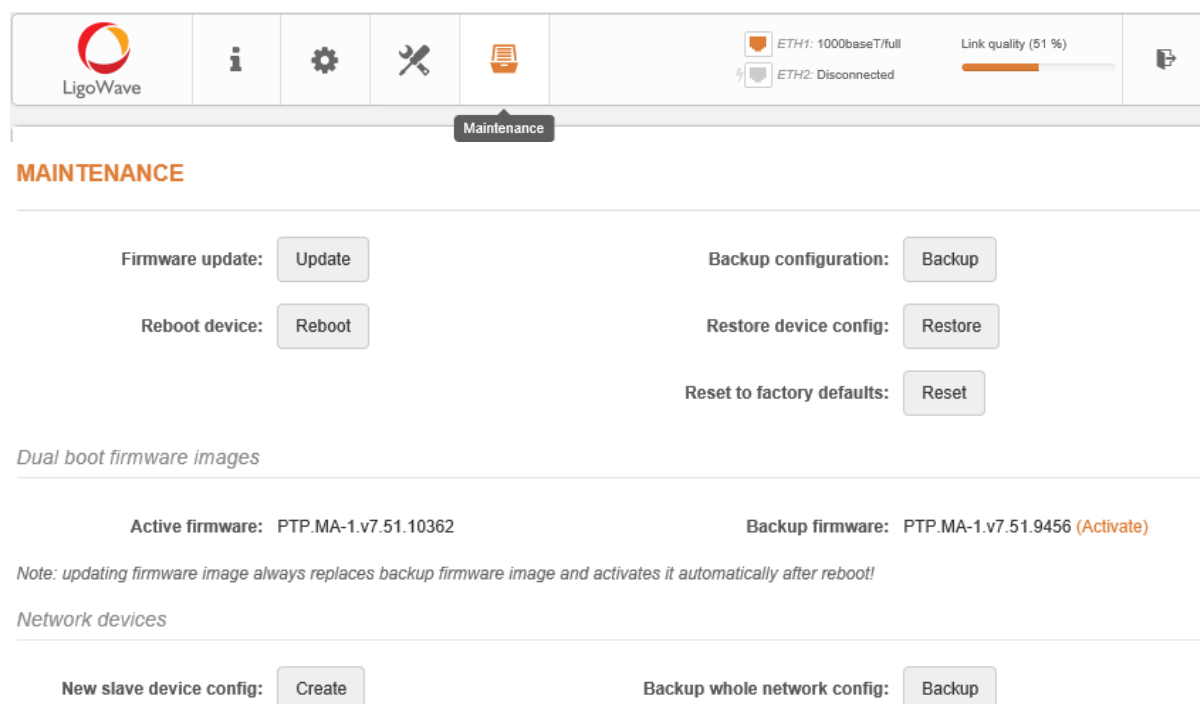 LigoWave
ETH1: 1000baseT/full
Link quality (51 %)
ETH2: Disconnected
Maintenance
MAINTENANCE
Firmware update: Update
Backup configuration: Backup
Reboot device: Reboot
Restore device config: Restore
Reset to factory defaults: Reset
Dual boot firmware images
Active firmware: PTP.MA-1.v7.51.10362
Backup firmware: PTP.MA-1.v7.51.9456 (Activate)
Note: updating firmware image always replaces backup firmware image and activates it automatically after reboot!
Network devices
New slave device config: Create
Backup whole network config: Backup